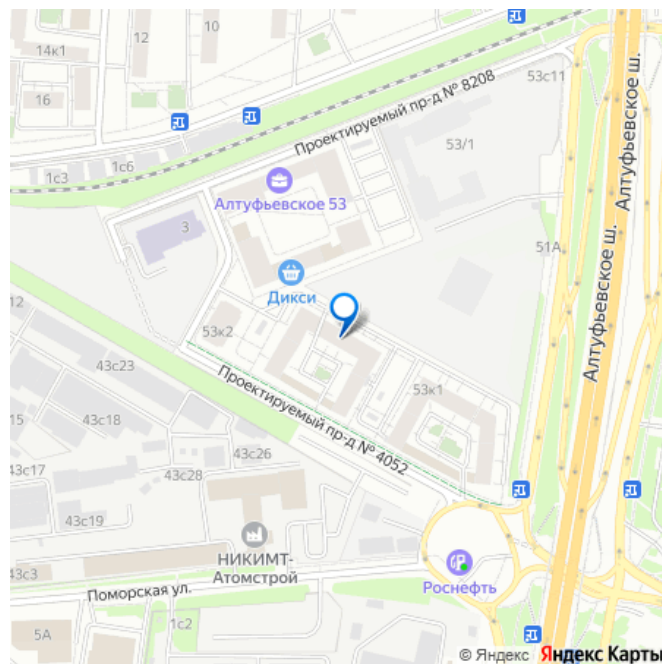 14к1
12
10
16
1с3
1с6
Проектируемый пр-д № 8208
53с11
53/1
Алтуфьевское ш.
Алтуфьевское 53
3
51А
Дикси
Алтуфьевское ш.
12
53к2
43с23
53к1
15
43с18
Проектируемый пр-д № 4052
43с17
43с26
43с28
43с19
НИКИМТ-
Атомстрой
Роснефть
43с3
Поморская ул.
1с2
5А
© Яндекс Яндекс Карты